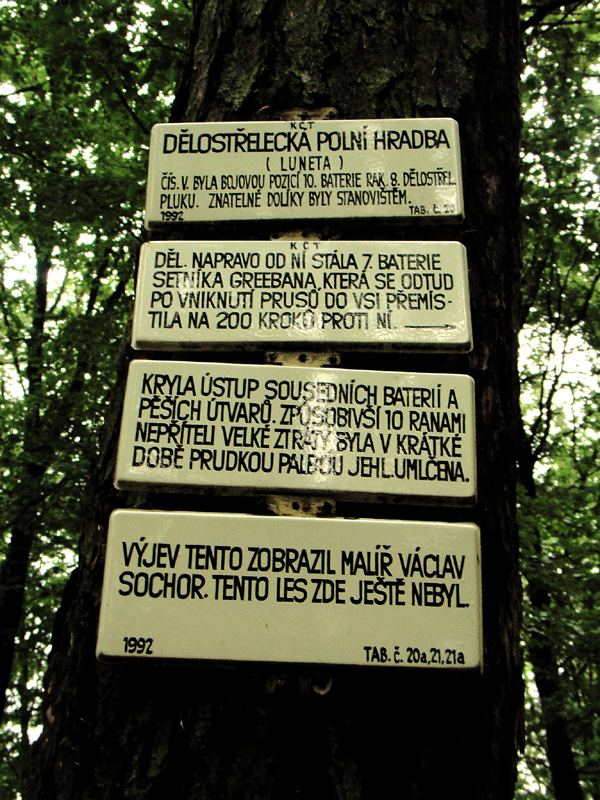 KČT
DĚLOSTŘELECKÁ POLNÍ HRADBA
( LUNETA )
ČÍS. V. BYLA BOJOVOU POZICÍ 10. BATERIE RAK. 8. DĚLOSTŘEL.
PLUKU. ZNATELNÉ DOLÍKY BYLY STANOVIŠTĚM.
1992 TAB. č. 20
KČT
DĚL. NAPRAVO OD NÍ STÁLA 7. BATERIE
SETNÍKA GREEBANA, KTERÁ SE ODTUD
PO VNIKNUTÍ PRUSŮ DO VSI PŘEMÍS-
TILA NA 200 KROKŮ PROTI NÍ.
KRYLA ÚSTUP SOUSEDNÍCH BATERIÍ A
PĚŠÍCH ÚTVARŮ. ZPŮSOBIVŠÍ 10 RANAMI
NEPŘÍTELI VELKÉ ZTRÁTY BYLA V KRÁTKÉ
DOBĚ PRUDKOU PALBOU JEHL. UMLČENA.
VÝJEV TENTO ZOBRAZIL MALÍŘ VÁCLAV
SOCHOR. TENTO LES ZDE JEŠTĚ NEBYL.
1992 TAB. č. 20a,21,21a